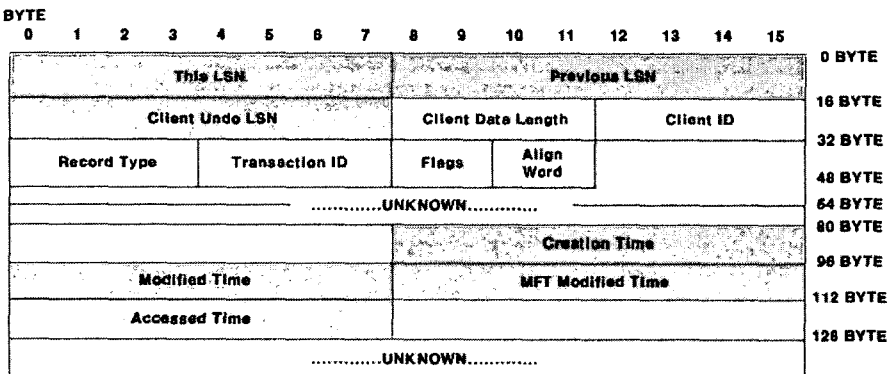 BYTE
0 1 2 3 4 5 6 7 8 9 10 11 12 13 14 15
0 BYTE
This LSN Previous LSN
16 BYTE
Client Undo LSN Client Data Length Client ID
32 BYTE
Record Type Transaction ID Flags Align Word
48 BYTE
............UNKNOWN............ 64 BYTE
80 BYTE
Creation Time
96 BYTE
Modified Time MFT Modified Time
112 BYTE
Accessed Time
128 BYTE
............UNKNOWN............